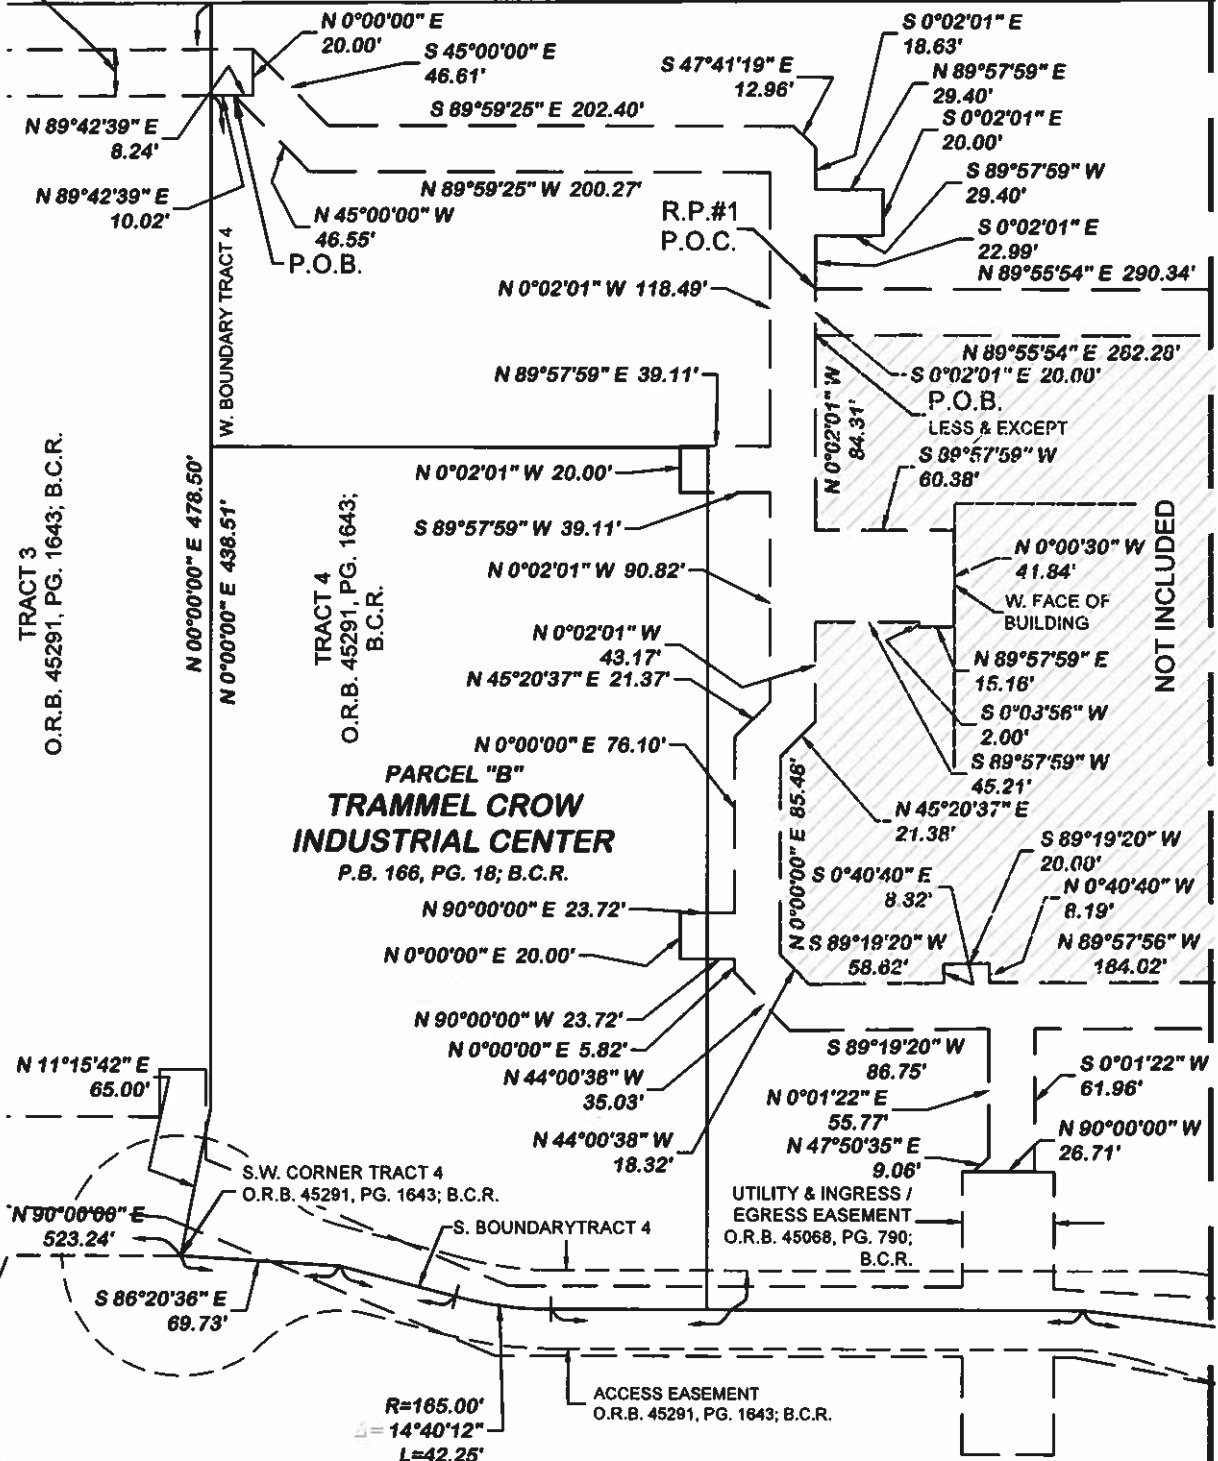 N 0°00'00" E
20.00'
S 45°00'00" E
46.61'
S 89°59'25" E 202.40'
S 47°41'19" E
12.96'
S 0°02'01" E
18.63'
N 89°57'59" E
29.40'
S 0°02'01" E
20.00'
S 89°57'59" W
29.40'
S 0°02'01" E
22.99'
N 89°55'54" E 290.34'
N 89°42'39" E
8.24'
N 89°42'39" E
10.02'
N 89°59'25" W 200.27'
N 45°00'00" W
46.55'
P.O.B.
R.P.#1
P.O.C.
W. BOUNDARY TRACT 4
N 0°02'01" W 118.49'
N 89°55'54" E 282.28'
S 0°02'01" E 20.00'
P.O.B.
LESS & EXCEPT
N 0°02'01" W
84.31'
N 89°57'59" E 39.11'
S 89°57'59" W
60.38'
N 0°02'01" W 20.00'
S 89°57'59" W 39.11'
N 0°02'01" W 90.82'
N 0°00'30" W
41.84'
W. FACE OF
BUILDING
NOT INCLUDED
N 89°57'59" E
15.16'
S 0°03'56" W
2.00'
S 89°57'59" W
45.21'
N 0°02'01" W
43.17'
N 45°20'37" E 21.37'
N 45°20'37" E
21.38'
TRACT 3
O.R.B. 45291, PG. 1643; B.C.R.
N 00°00'00" E 478.50'
N 0°00'00" E 438.51'
TRACT 4
O.R.B. 45291, PG. 1643;
B.C.R.
N 0°00'00" E 76.10'
PARCEL "B"
TRAMMEL CROW
INDUSTRIAL CENTER
P.B. 166, PG. 18; B.C.R.
N 0°00'00" E 85.46'
S 89°19'20" W
20.00'
S 0°40'40" E
8.32'
N 0°40'40" W
8.19'
N 90°00'00" E 23.72'
N 0°00'00" E 20.00'
S 89°19'20" W
58.62'
N 89°57'56" W
184.02'
N 90°00'00" W 23.72'
N 0°00'00" E 5.82'
N 44°00'38" W
35.03'
S 89°19'20" W
86.75'
N 0°01'22" E
55.77'
S 0°01'22" W
61.96'
N 11°15'42" E
65.00'
N 44°00'38" W
18.32'
N 47°50'35" E
9.06'
N 90°00'00" W
26.71'
S.W. CORNER TRACT 4
O.R.B. 45291, PG. 1643; B.C.R.
UTILITY & INGRESS /
EGRESS EASEMENT
O.R.B. 45068, PG. 790;
B.C.R.
N 90°00'00" E
523.24'
S. BOUNDARYTRACT 4
S 86°20'36" E
69.73'
R=165.00'
Δ= 14°40'12"
L=42.25'
ACCESS EASEMENT
O.R.B. 45291, PG. 1643; B.C.R.